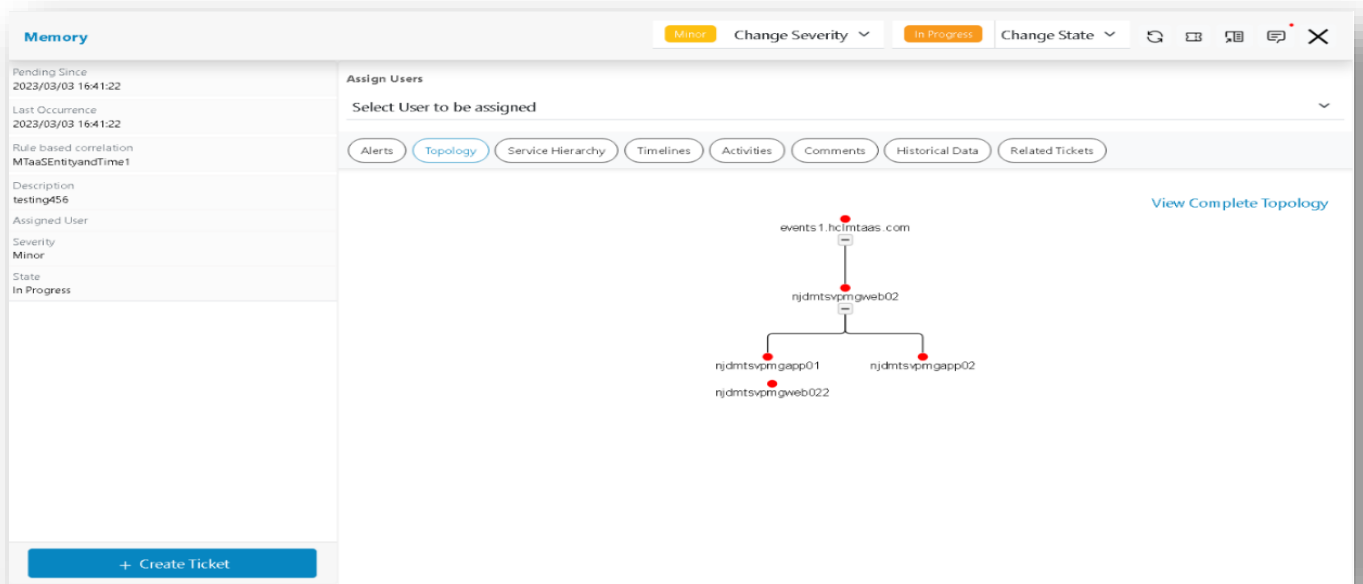 Memory
Minor
Change Severity
In Progress
Change State
Pending Since
2023/03/03 16:41:22
Last Occurrence
2023/03/03 16:41:22
Rule based correlation
MTaaSEntityandTime1
Description
testing456
Assigned User
Severity
Minor
State
In Progress
+ Create Ticket
Assign Users
Select User to be assigned
Alerts
Topology
Service Hierarchy
Timelines
Activities
Comments
Historical Data
Related Tickets
View Complete Topology
events1.hclmtaas.com
njdmtsvpmgweb02
njdmtsvpmgapp01
njdmtsvpmgapp02
njdmtsvpmgweb022